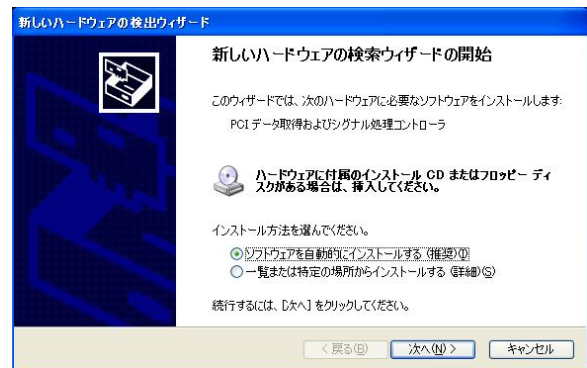 新しいハードウェアの検出ウィザード
新しいハードウェアの検索ウィザードの開始
このウィザードでは、次のハードウェアに必要なソフトウェアをインストールします:
PCI データ取得およびシグナル処理コントローラ
ハードウェアに付属のインストール CD またはフロッピー ディ
スクがある場合は、挿入してください。
インストール方法を選んでください。
ソフトウェアを自動的にインストールする (推奨)(I)
一覧または特定の場所からインストールする (詳細)(S)
続行するには、[次へ] をクリックしてください。
< 戻る(B) 次へ(N) > キャンセル